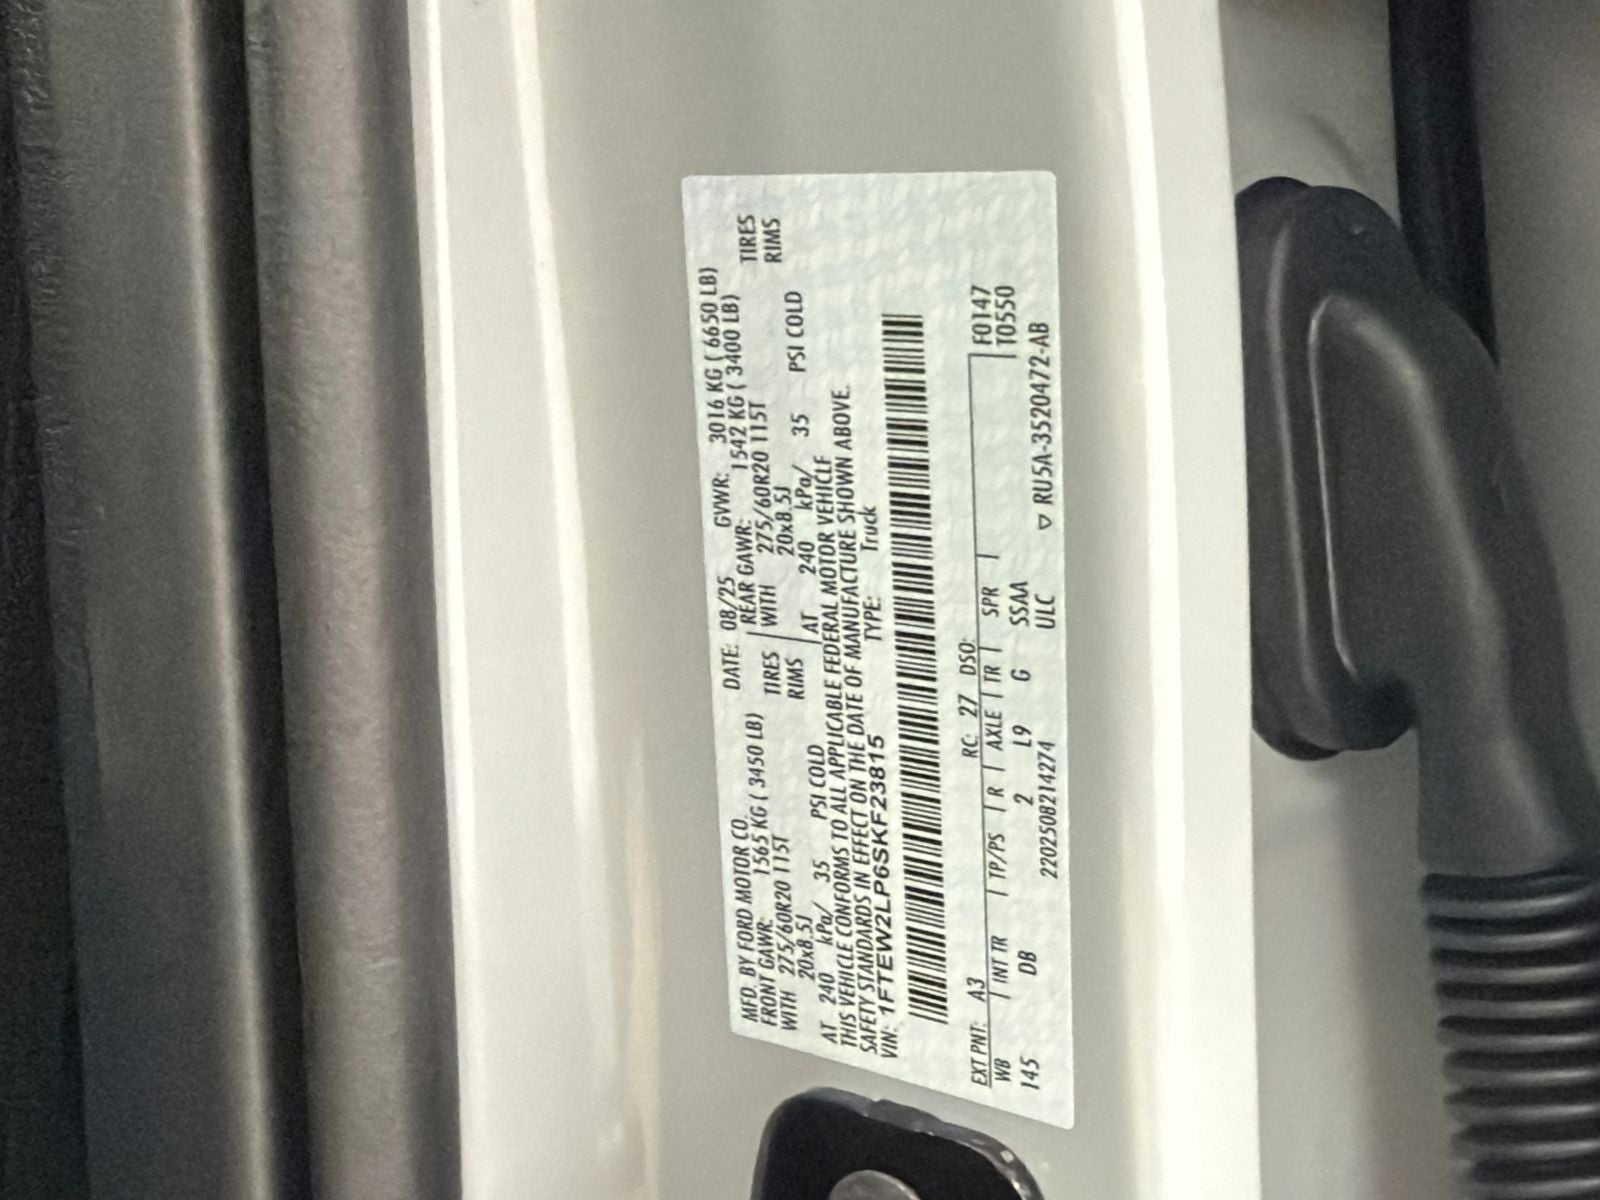 MFD. BY FORD MOTOR CO. DATE: 08/25 GVWR: 3016 KG ( 6650 LB)
FRONT GAWR: 1565 KG ( 3450 LB) REAR GAWR: 1542 KG ( 3400 LB)
WITH 275/60R20 115T TIRES WITH 275/60R20 115T TIRES
20x8.5J RIMS 20x8.5J RIMS
AT 240 kPa/ 35 PSI COLD AT 240 kPa/ 35 PSI COLD
THIS VEHICLE CONFORMS TO ALL APPLICABLE FEDERAL MOTOR VEHICLE
SAFETY STANDARDS IN EFFECT ON THE DATE OF MANUFACTURE SHOWN ABOVE.
VIN: 1FTEW2LP6SKF23815 TYPE: Truck
EXT PNT: A3 RC: 27 DSO: F0147
WB INT TR TP/PS R AXLE TR SPR T0550
145 DB 2 L9 G SSAA
2202508214274 ULC ▽ RU5A-3520472-AB